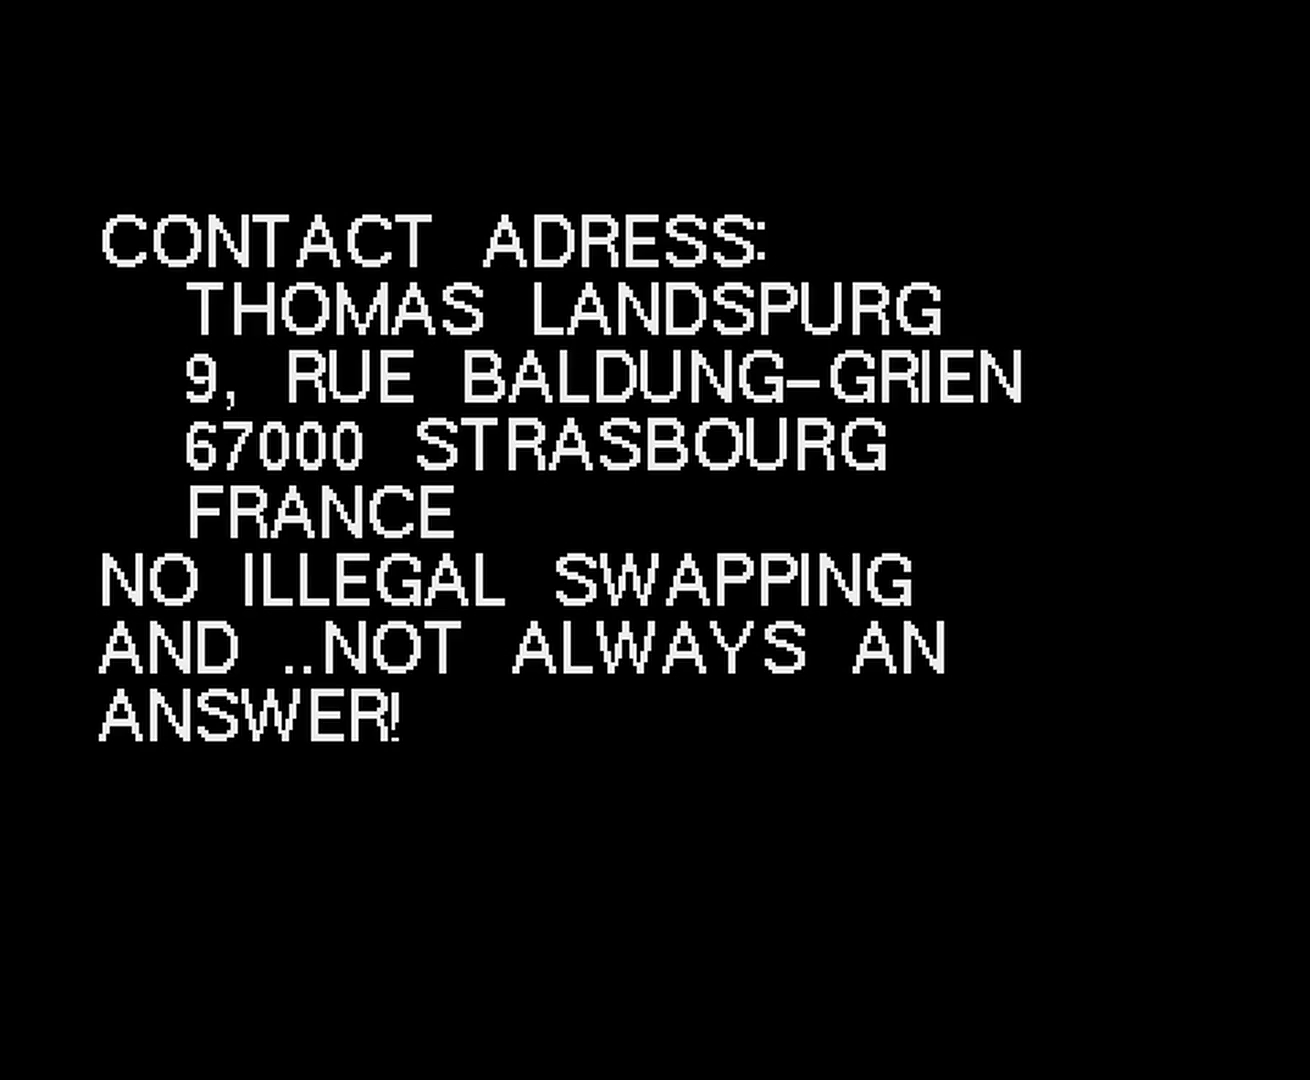 CONTACT ADRESS:
THOMAS LANDSPURG
9, RUE BALDUNG-GRIEN
67000 STRASBOURG
FRANCE
NO ILLEGAL SWAPPING
AND ..NOT ALWAYS AN
ANSWER!